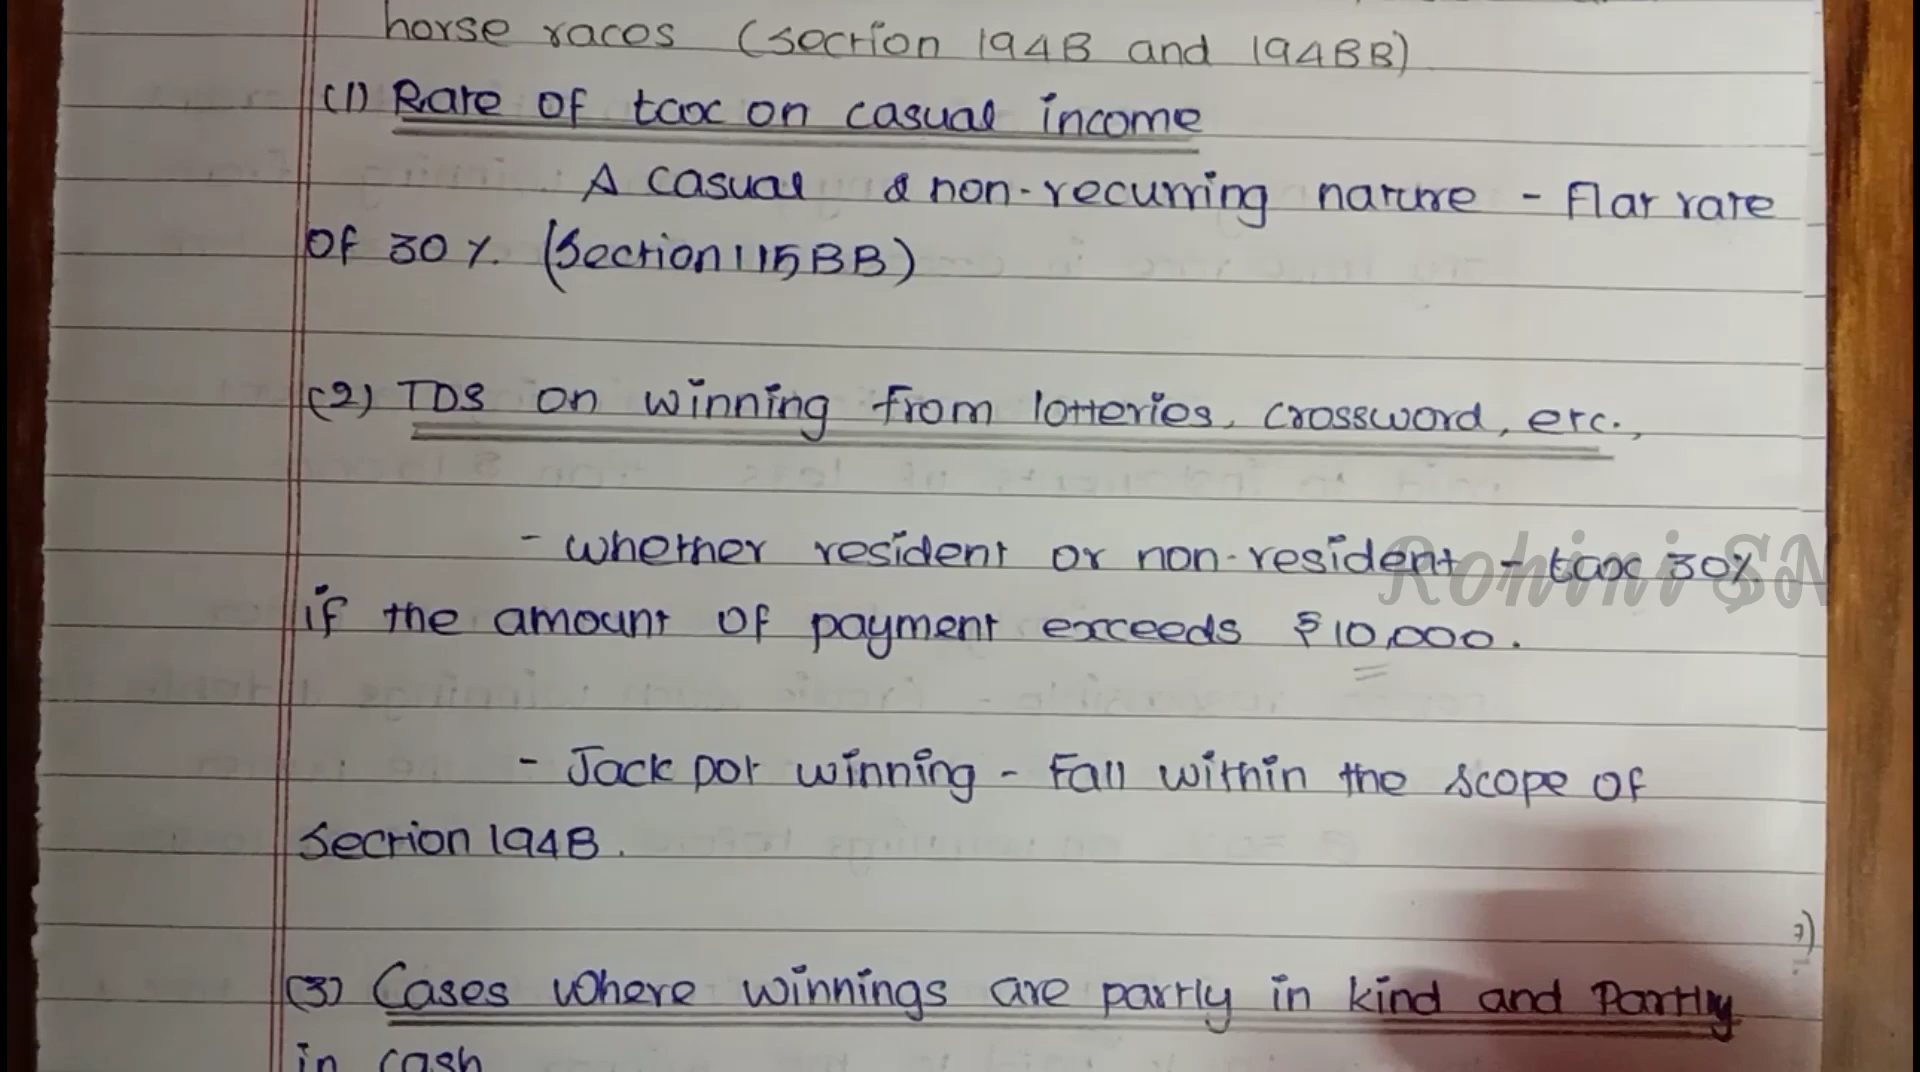 horse races (section 194B and 194BB)
(1) Rate of tax on casual income
A casual & non-recurring nature - Flat rate
of 30%. (Section 115BB)
(2) TDS on winning from lotteries, crossword, etc.,
- whether resident or non-resident - tax 30%
if the amount of payment exceeds ₹10,000.
Rohini SN
- Jack pot winning - Fall within the scope of
Section 194B.
7)
(3) Cases where winnings are partly in kind and Partly
in cash